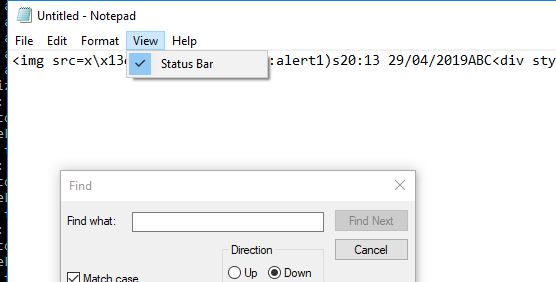 Untitled - Notepad
File Edit Format View Help
<img src=x\x13 :alert1)s20:13 29/04/2019ABC<div sty
Status Bar
Find
Find what: Find Next
Cancel
Direction
Up Down
Match case